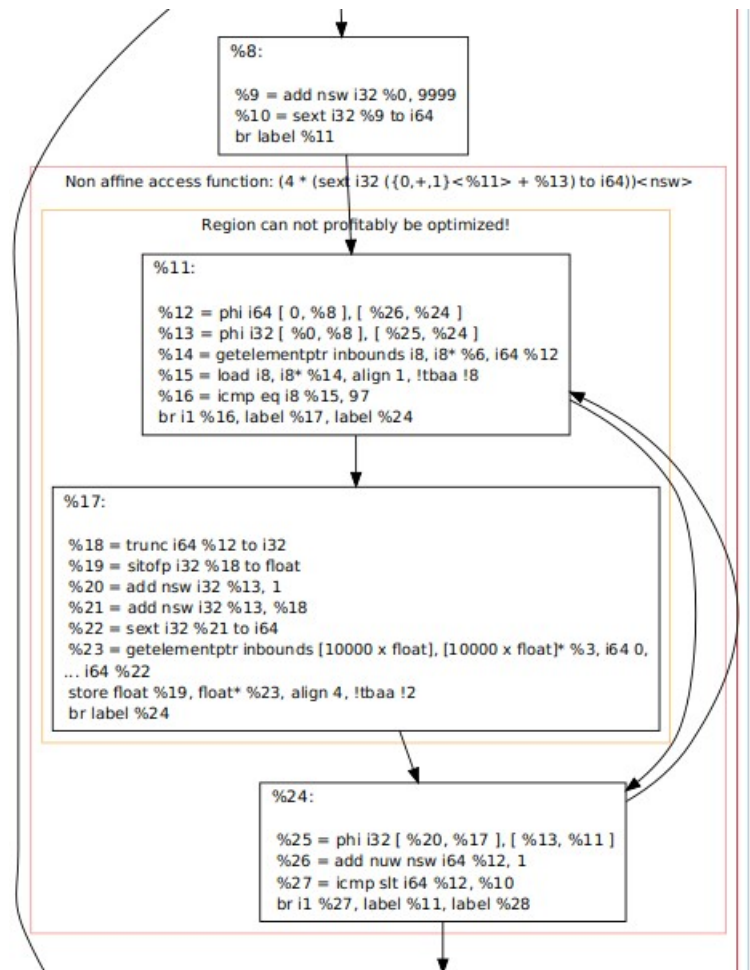 %8:
%9 = add nsw i32 %0, 9999
%10 = sext i32 %9 to i64
br label %11
Non affine access function: (4 * (sext i32 ({0,+,1}<%11> + %13) to i64))<nsw>
Region can not profitably be optimized!
%11:
%12 = phi i64 [ 0, %8 ], [ %26, %24 ]
%13 = phi i32 [ %0, %8 ], [ %25, %24 ]
%14 = getelementptr inbounds i8, i8* %6, i64 %12
%15 = load i8, i8* %14, align 1, !tbaa !8
%16 = icmp eq i8 %15, 97
br i1 %16, label %17, label %24
%17:
%18 = trunc i64 %12 to i32
%19 = sitofp i32 %18 to float
%20 = add nsw i32 %13, 1
%21 = add nsw i32 %13, %18
%22 = sext i32 %21 to i64
%23 = getelementptr inbounds [10000 x float], [10000 x float]* %3, i64 0,
... i64 %22
store float %19, float* %23, align 4, !tbaa !2
br label %24
%24:
%25 = phi i32 [ %20, %17 ], [ %13, %11 ]
%26 = add nuw nsw i64 %12, 1
%27 = icmp slt i64 %12, %10
br i1 %27, label %11, label %28